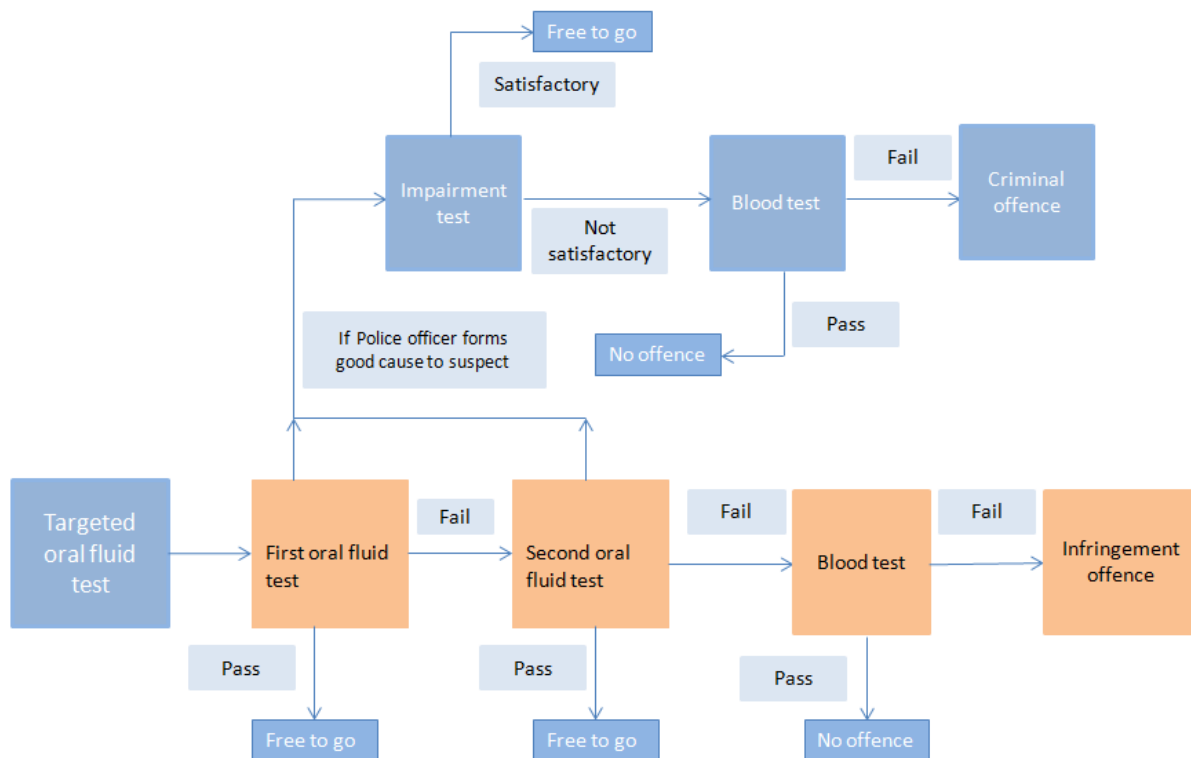 Free to go
Satisfactory
Impairment
test
Not
satisfactory
Blood test
Fail
Criminal
offence
Pass
No offence
If Police officer forms
good cause to suspect
Targeted
oral fluid
test
First oral fluid
test
Fail
Second oral
fluid test
Fail
Blood test
Fail
Infringement
offence
Pass
Free to go
Pass
Free to go
Pass
No offence